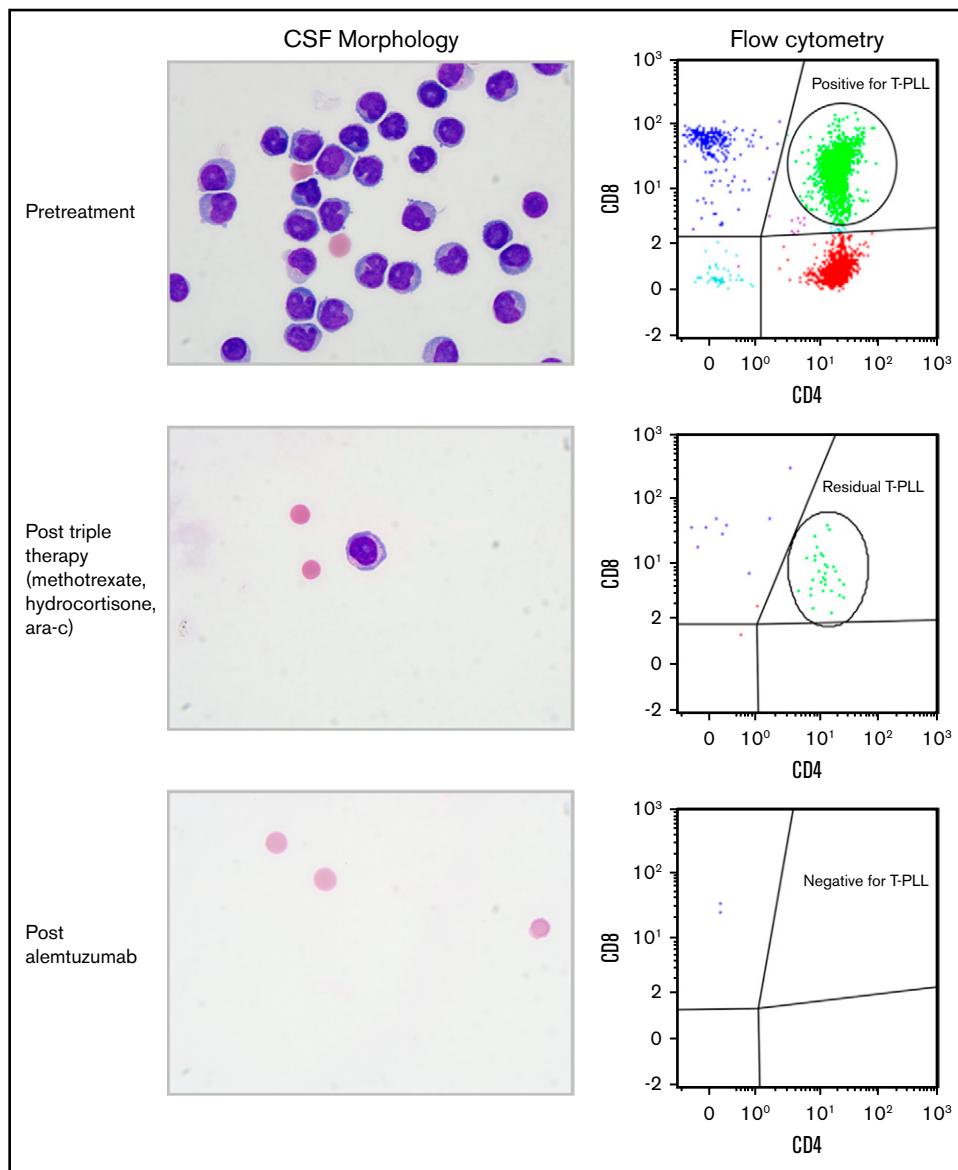 CSF Morphology
Flow cytometry
Pretreatment
10³
10²
10¹
2
0
-2
CD8
Positive for T-PLL
0
10⁰
10¹
10²
10³
CD4
Post triple
therapy
(methotrexate,
hydrocortisone,
ara-c)
10³
10²
10¹
2
0
-2
CD8
Residual T-PLL
0
10⁰
10¹
10²
10³
CD4
Post
alemtuzumab
10³
10²
10¹
2
0
-2
CD8
Negative for T-PLL
0
10⁰
10¹
10²
10³
CD4